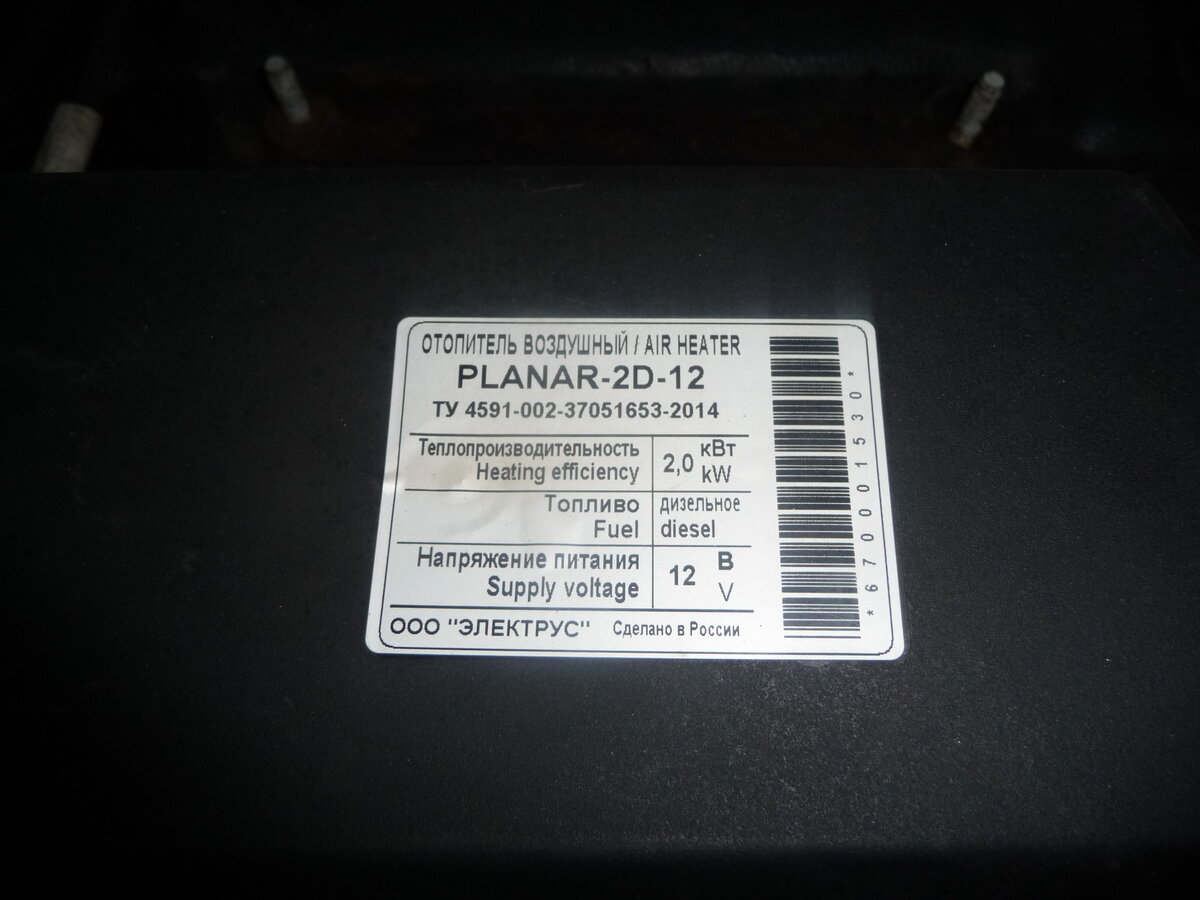 ОТОПИТЕЛЬ ВОЗДУШНЫЙ / AIR HEATER
PLANAR-2D-12
ТУ 4591-002-37051653-2014
Теплопроизводительность
Heating efficiency
2,0 кВт
kW
Топливо
Fuel
дизельное
diesel
Напряжение питания
Supply voltage
12 В
V
ООО "ЭЛЕКТРУС" Сделано в России
*670001530*